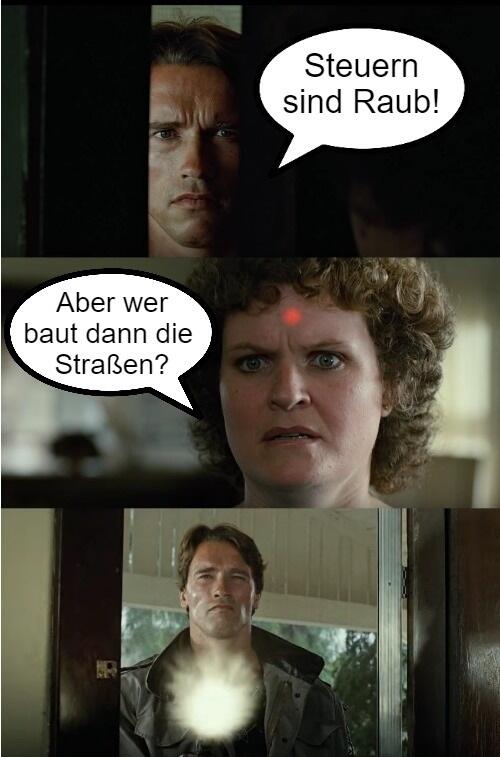 Steuern
sind Raub!
Aber wer
baut dann die
Straßen?